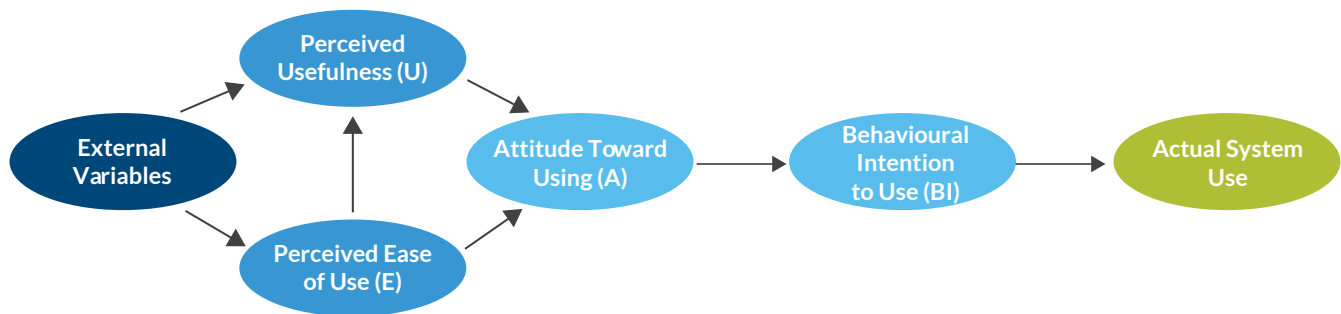 Perceived
Usefulness (U)
External
Variables
Perceived Ease
of Use (E)
Attitude Toward
Using (A)
Behavioural
Intention
to Use (BI)
Actual System
Use